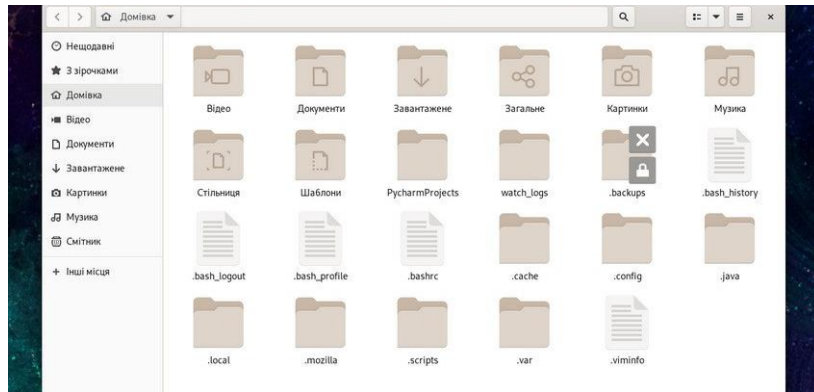 Домівка
Нещодавні
З зірочками
Домівка
Відео
Документи
Завантажене
Картинки
Музика
Смітник
+ Інші місця
Відео Документи Завантажене Загальне Картинки Музика
Стільниця Шаблони PycharmProjects watch_logs .backups .bash_history
.bash_logout .bash_profile .bashrc .cache .config .java
.local .mozilla .scripts .var .viminfo